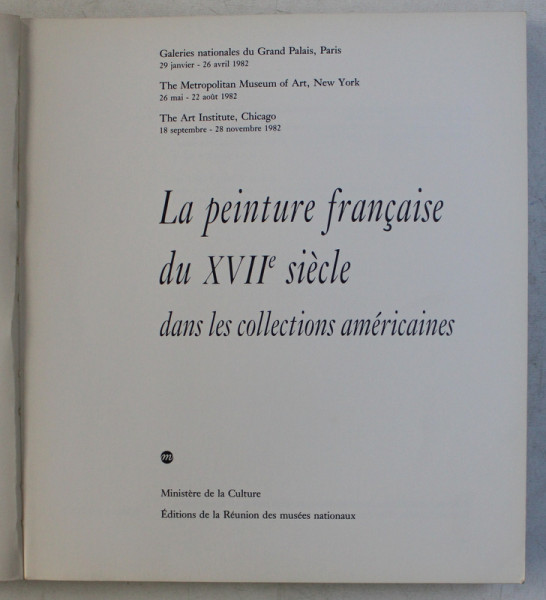 Galeries nationales du Grand Palais, Paris
29 janvier - 26 avril 1982
The Metropolitan Museum of Art, New York
26 mai - 22 août 1982
The Art Institute, Chicago
18 septembre - 28 novembre 1982
La peinture française
du XVIIe siècle
dans les collections américaines
m
Ministère de la Culture
Éditions de la Réunion des musées nationaux